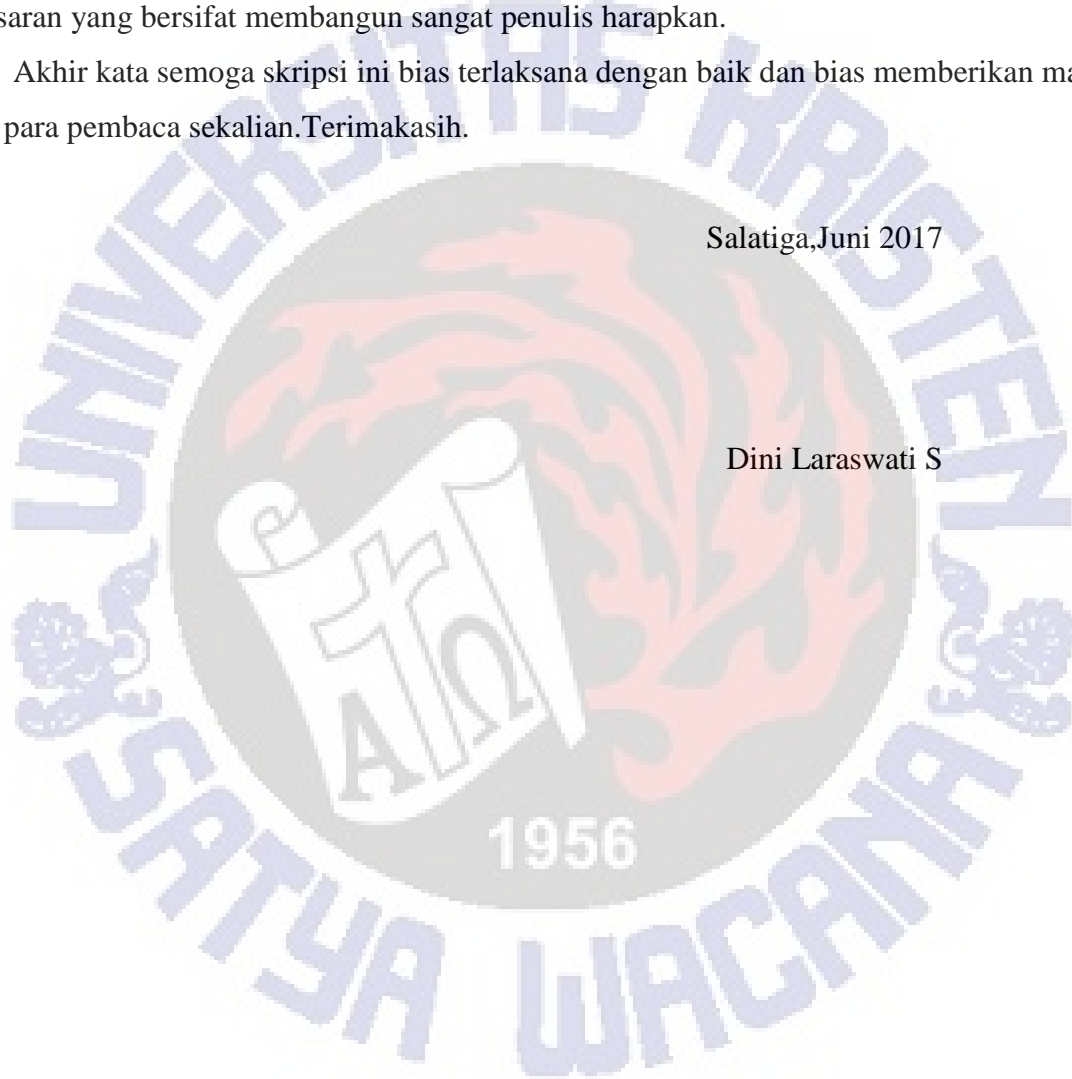 saran yang bersifat membangun sangat penulis harapkan.
Akhir kata semoga skripsi ini bias terlaksana dengan baik dan bias memberikan ma
para pembaca sekalian.Terimakasih.
Salatiga,Juni 2017
Dini Laraswati S
UNIVERSITAS KRISTEN
SATYA WACANA
Α Ω
1956